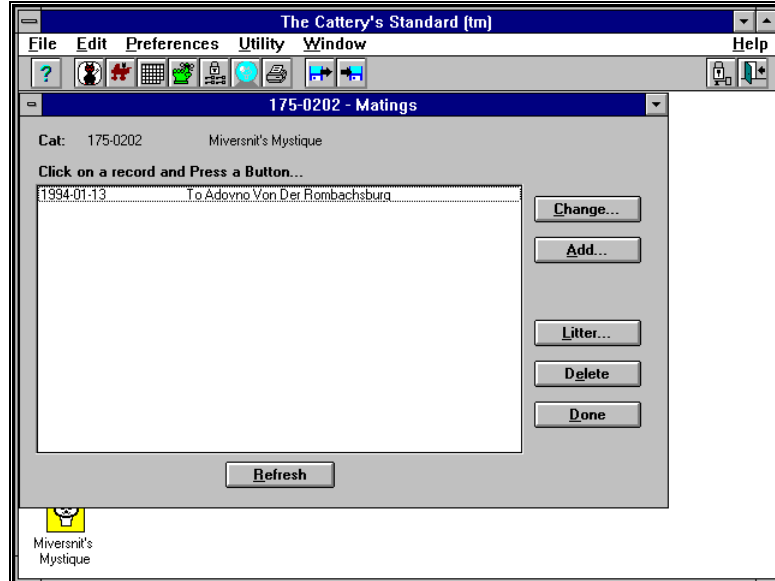 The Cattery's Standard (tm)
File Edit Preferences Utility Window Help
?
175-0202 - Matings
Cat: 175-0202 Miversnit's Mystique
Click on a record and Press a Button...
1994-01-13 To Adovno Von Der Rombachsburg
Change...
Add...
Litter...
Delete
Done
Refresh
Miversnit's
Mystique